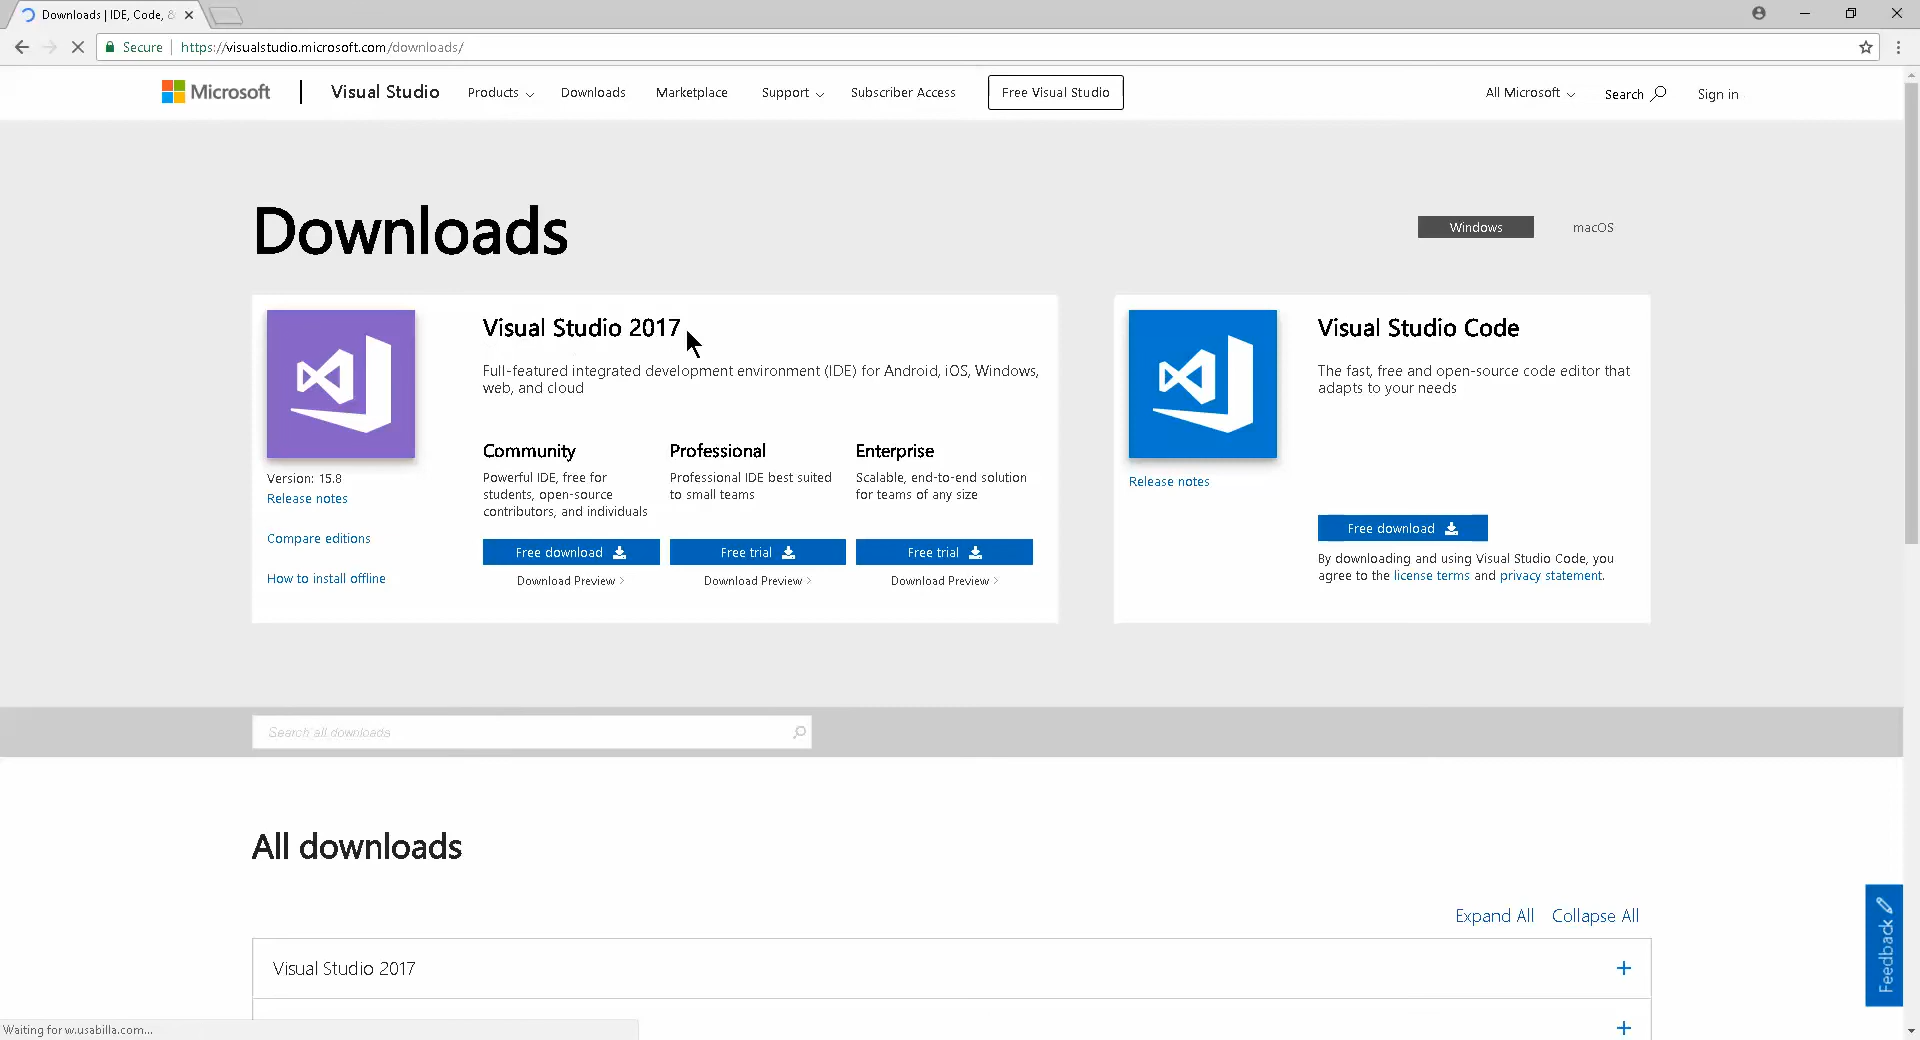 Downloads | IDE, Code, &
Secure https://visualstudio.microsoft.com/downloads/
Microsoft Visual Studio Products Downloads Marketplace Support Subscriber Access Free Visual Studio All Microsoft Search Sign in
Downloads
Windows macOS
Visual Studio 2017
Full-featured integrated development environment (IDE) for Android, iOS, Windows,
web, and cloud
Version: 15.8
Release notes
Compare editions
How to install offline
Community
Powerful IDE, free for
students, open-source
contributors, and individuals
Free download
Download Preview >
Professional
Professional IDE best suited
to small teams
Free trial
Download Preview >
Enterprise
Scalable, end-to-end solution
for teams of any size
Free trial
Download Preview >
Visual Studio Code
The fast, free and open-source code editor that
adapts to your needs
Release notes
Free download
By downloading and using Visual Studio Code, you
agree to the license terms and privacy statement.
Search all downloads
All downloads
Expand All Collapse All
Visual Studio 2017 +
+
Feedback
Waiting for w.usabilla.com...